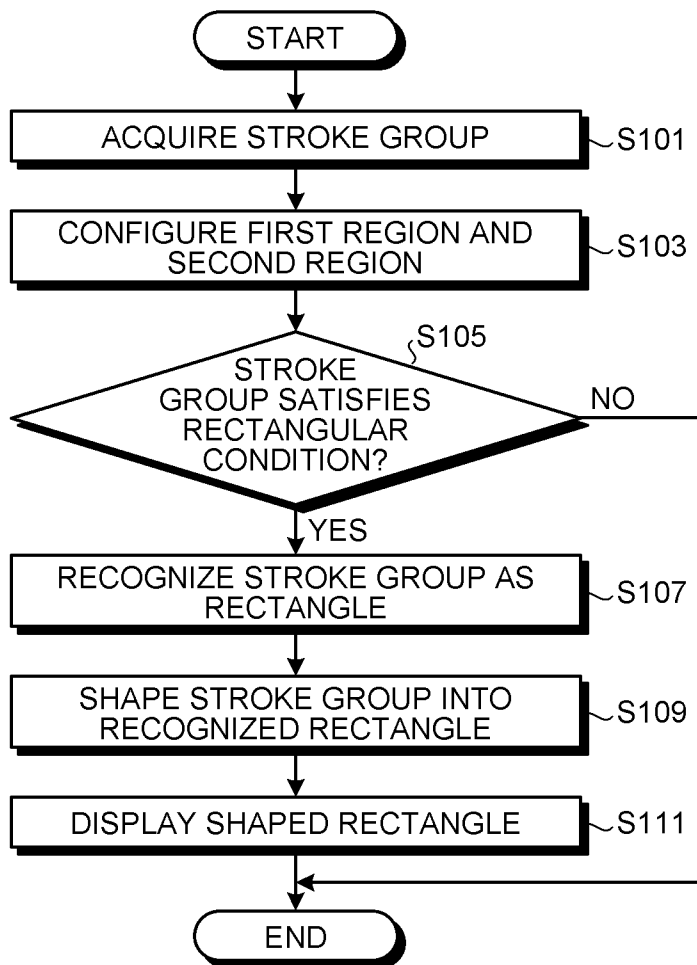 START
ACQUIRE STROKE GROUP
S101
CONFIGURE FIRST REGION AND
SECOND REGION
S103
S105
STROKE
GROUP SATISFIES
RECTANGULAR
CONDITION?
NO
YES
RECOGNIZE STROKE GROUP AS
RECTANGLE
S107
SHAPE STROKE GROUP INTO
RECOGNIZED RECTANGLE
S109
DISPLAY SHAPED RECTANGLE
S111
END